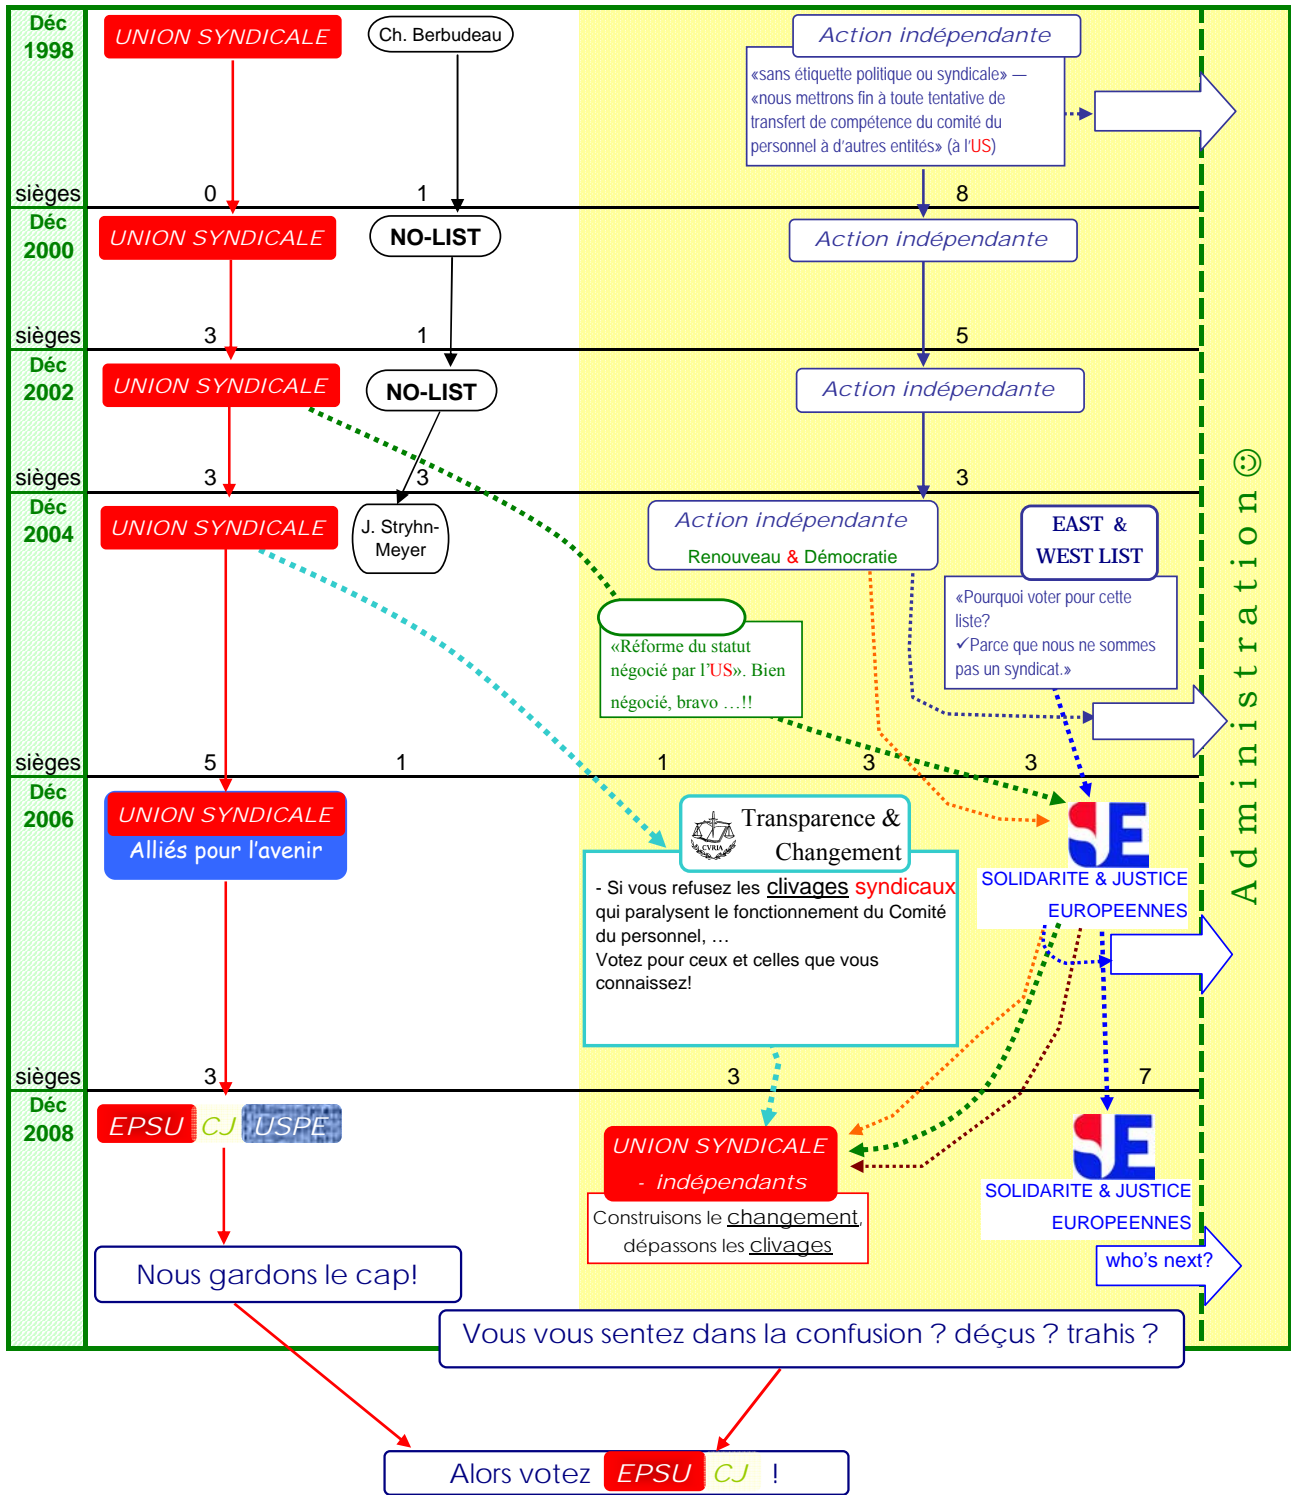 Déc
1998
UNION SYNDICALE
Ch. Berbudeau
Action indépendante
«sans étiquette politique ou syndicale» —
«nous mettrons fin à toute tentative de
transfert de compétence du comité du
personnel à d'autres entités» (à l'US)
sièges 0 1 8
Déc
2000
UNION SYNDICALE
NO-LIST
Action indépendante
sièges 3 1 5
Déc
2002
UNION SYNDICALE
NO-LIST
Action indépendante
sièges 3 3 3
Déc
2004
UNION SYNDICALE
J. Stryhn-
Meyer
Action indépendante
Renouveau & Démocratie
EAST &
WEST LIST
«Pourquoi voter pour cette
liste?
✓Parce que nous ne sommes
pas un syndicat.»
«Réforme du statut
négocié par l'US». Bien
négocié, bravo …!!
sièges 5 1 1 3 3
Déc
2006
UNION SYNDICALE
Alliés pour l'avenir
CVRIA
Transparence &
Changement
- Si vous refusez les clivages syndicaux
qui paralysent le fonctionnement du Comité
du personnel, …
Votez pour ceux et celles que vous
connaissez!
SJE
SOLIDARITE & JUSTICE
EUROPEENNES
sièges 3 3 7
Déc
2008
EPSU CJ USPE
UNION SYNDICALE
- indépendants
Construisons le changement,
dépassons les clivages
SJE
SOLIDARITE & JUSTICE
EUROPEENNES
who's next?
Administration☺
Nous gardons le cap!
Vous vous sentez dans la confusion ? déçus ? trahis ?
Alors votez EPSU CJ !